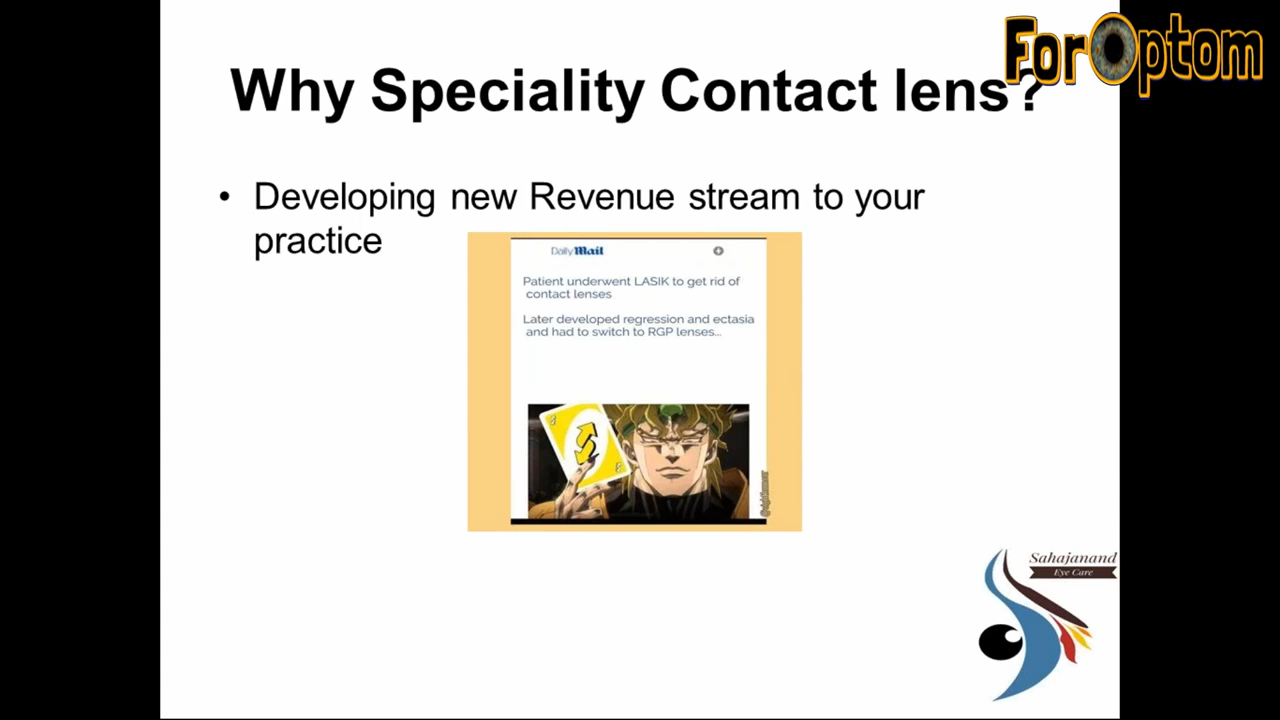 ForOptom
Why Speciality Contact lens?
• Developing new Revenue stream to your
practice
Daily Mail
Patient underwent LASIK to get rid of
contact lenses
Later developed regression and ectasia
and had to switch to RGP lenses...
Sahajanand
Eye Care